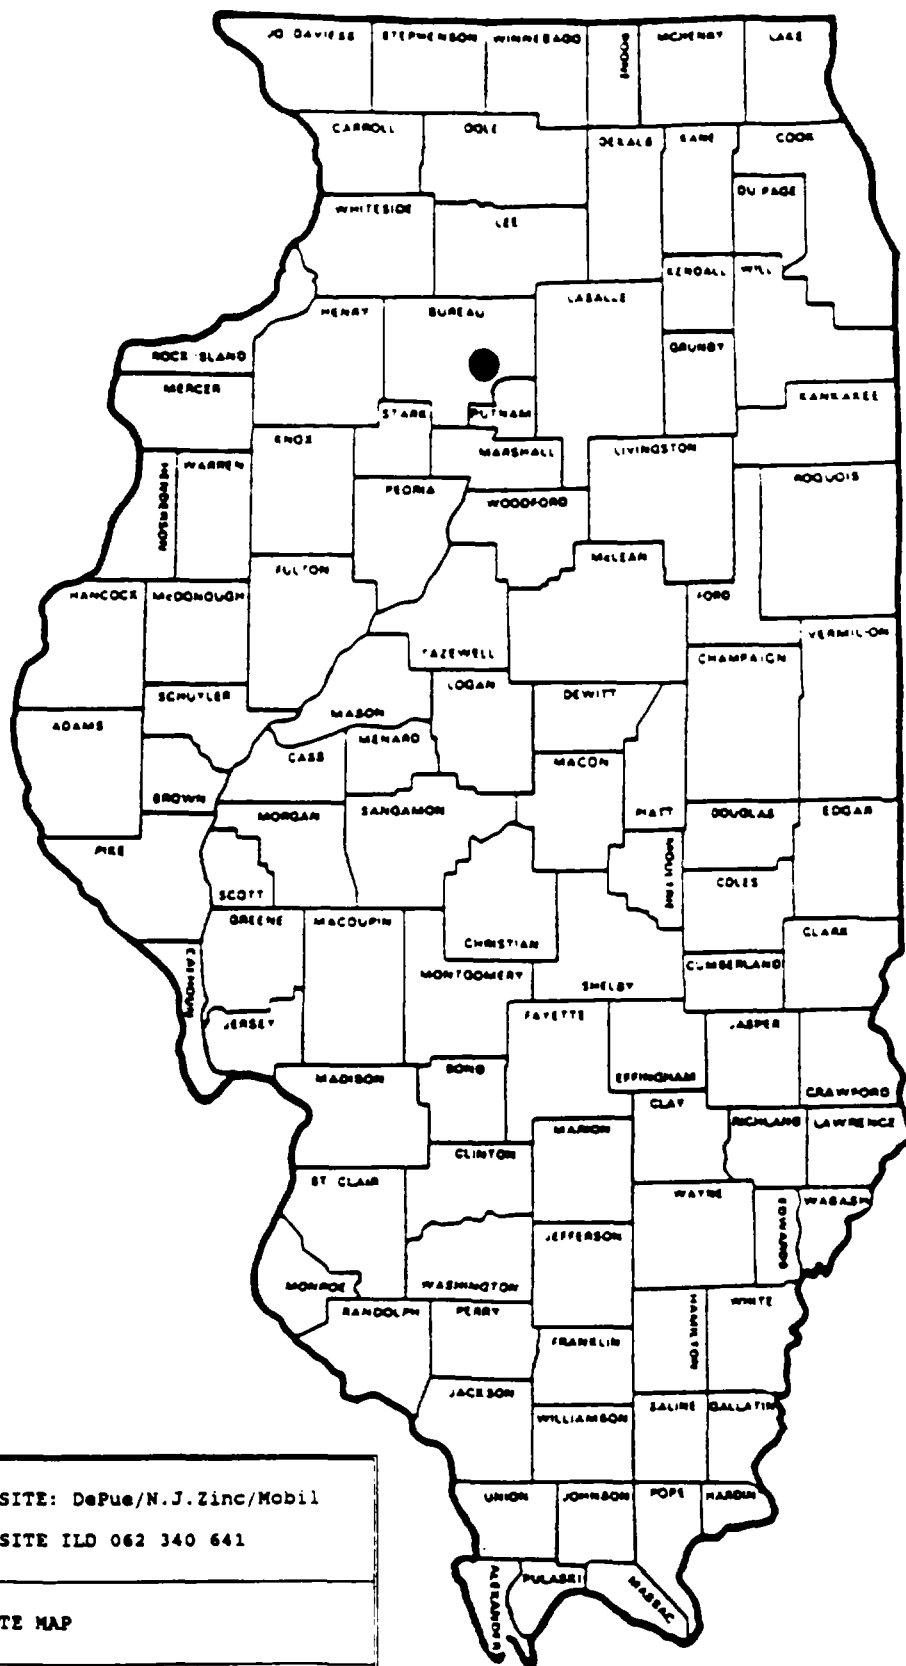 JO DAVIESS STEPHENSON WINNEBAGO BOONE MCHENRY LAKE
CARROLL OGLE DEKALB KANE COOK
DU PAGE
WHITESIDE LEE
KENDALL WILL
HENRY BUREAU LASALLE
ROCK ISLAND GRUNDY
MERCER KANKAKEE
STARK PUTNAM
KNOX MARSHALL LIVINGSTON
HENDERSON WARREN PEORIA WOODFORD IROQUOIS
FULTON McLEAN
HANCOCK McDONOUGH FORD
TAZEWELL VERMILION
CHAMPAIGN
SCHUYLER LOGAN DEWITT
ADAMS MASON
MENARD
CASS MACON
BROWN
MORGAN SANGAMON PIATT DOUGLAS EDGAR
PIKE MOULTRIE
SCOTT COLES
GREENE MACOUPIN CLARK
CHRISTIAN
CALHOUN MONTGOMERY CUMBERLAND
SHELBY
JERSEY FAYETTE JASPER
MADISON BOND EFFINGHAM
CLAY CRAWFORD
MARION RICHLAND LAWRENCE
CLINTON
ST CLAIR WAYNE WABASH
EDWARDS
JEFFERSON
MONROE WASHINGTON
RANDOLPH PERRY HAMILTON WHITE
FRANKLIN
JACKSON
WILLIAMSON SALINE GALLATIN
UNION JOHNSON POPE HARDIN
ALEXANDER PULASKI MASSAC
SITE: DePue/N.J.Zinc/Mobil
SITE ILD 062 340 641
TE MAP